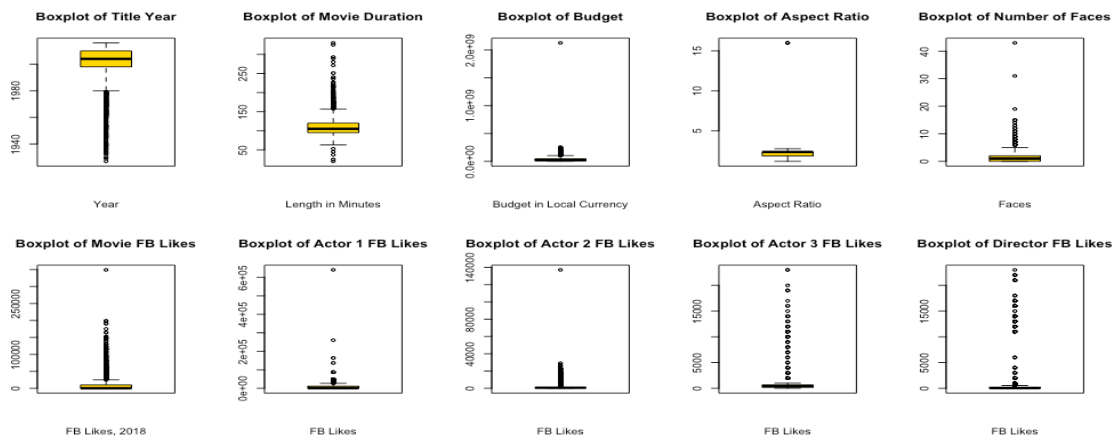 Boxplot of Title Year
Boxplot of Movie Duration
Boxplot of Budget
Boxplot of Aspect Ratio
Boxplot of Number of Faces
1940
1980
50
150
250
0.0e+00
1.0e+09
2.0e+09
5
15
0
10
20
30
40
Year
Length in Minutes
Budget in Local Currency
Aspect Ratio
Faces
Boxplot of Movie FB Likes
Boxplot of Actor 1 FB Likes
Boxplot of Actor 2 FB Likes
Boxplot of Actor 3 FB Likes
Boxplot of Director FB Likes
0
100000
250000
0e+00
2e+05
4e+05
6e+05
0
40000
80000
140000
0
5000
15000
0
5000
15000
FB Likes, 2018
FB Likes
FB Likes
FB Likes
FB Likes